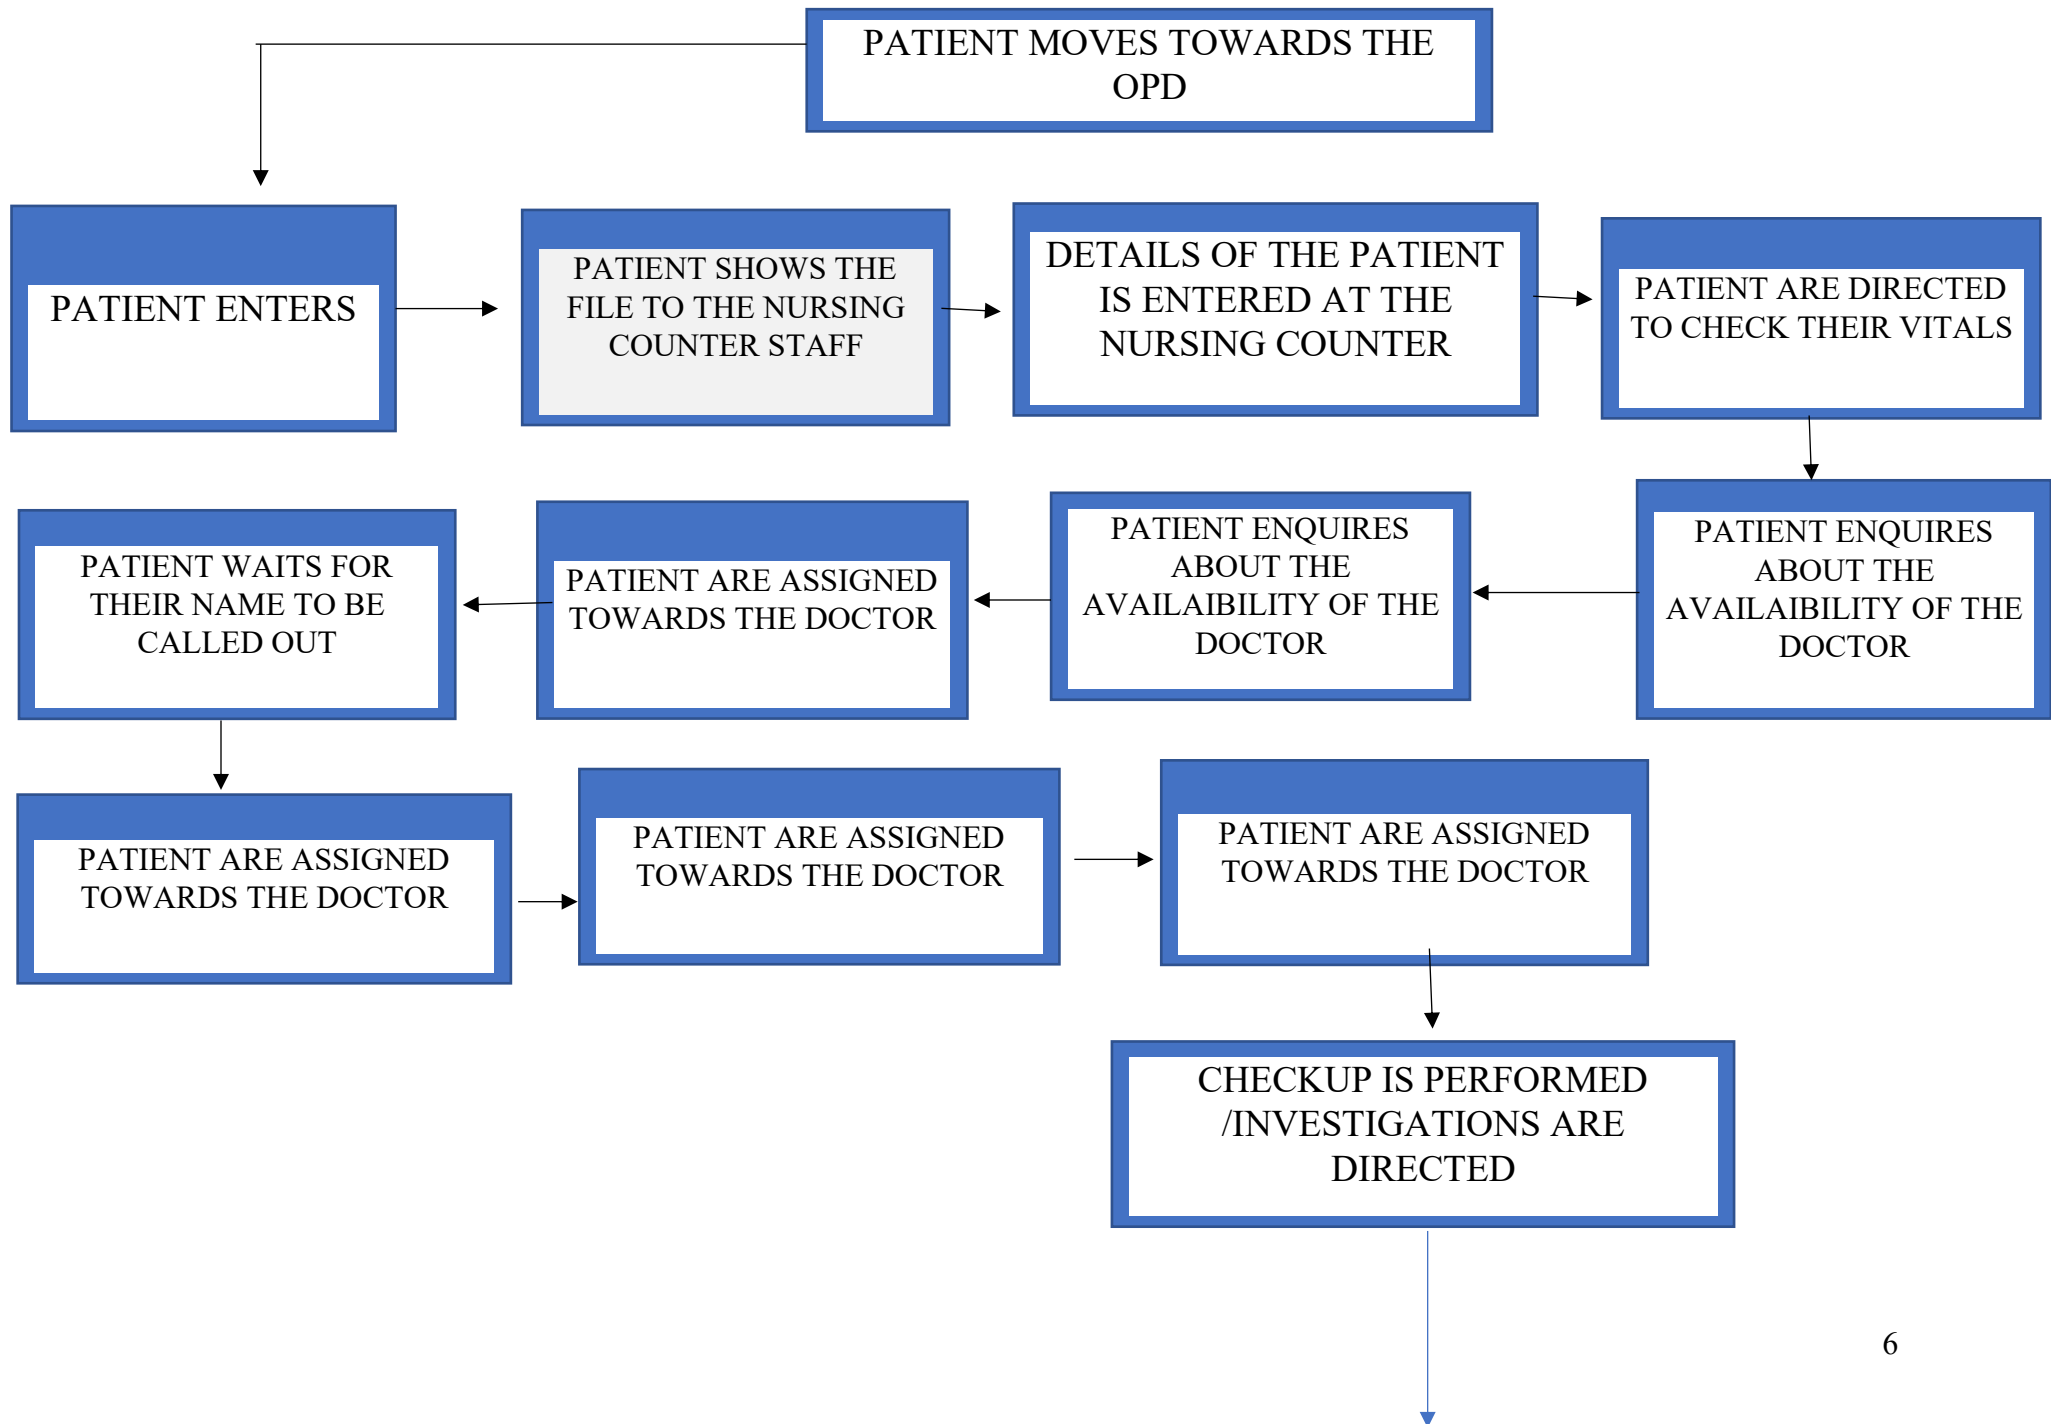 PATIENT MOVES TOWARDS THE
OPD
PATIENT ENTERS
PATIENT SHOWS THE
FILE TO THE NURSING
COUNTER STAFF
DETAILS OF THE PATIENT
IS ENTERED AT THE
NURSING COUNTER
PATIENT ARE DIRECTED
TO CHECK THEIR VITALS
PATIENT ENQUIRES
ABOUT THE
AVAILAIBILITY OF THE
DOCTOR
PATIENT ENQUIRES
ABOUT THE
AVAILAIBILITY OF THE
DOCTOR
PATIENT ARE ASSIGNED
TOWARDS THE DOCTOR
PATIENT WAITS FOR
THEIR NAME TO BE
CALLED OUT
PATIENT ARE ASSIGNED
TOWARDS THE DOCTOR
PATIENT ARE ASSIGNED
TOWARDS THE DOCTOR
PATIENT ARE ASSIGNED
TOWARDS THE DOCTOR
CHECKUP IS PERFORMED
/INVESTIGATIONS ARE
DIRECTED
6